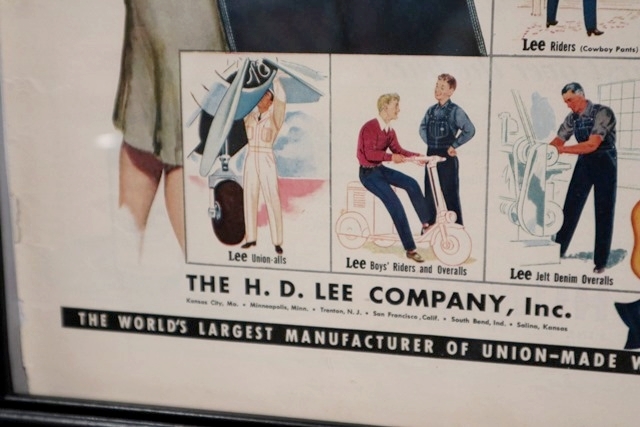 Lee Riders (Cowboy Pants)
Lee Union-alls
Lee Boys' Riders and Overalls
Lee Jelt Denim Overalls
THE H. D. LEE COMPANY, Inc.
Kansas City, Mo. • Minneapolis, Minn. • Trenton, N. J. • San Francisco, Calif. • South Bend, Ind. • Salina, Kansas
THE WORLD'S LARGEST MANUFACTURER OF UNION-MADE W